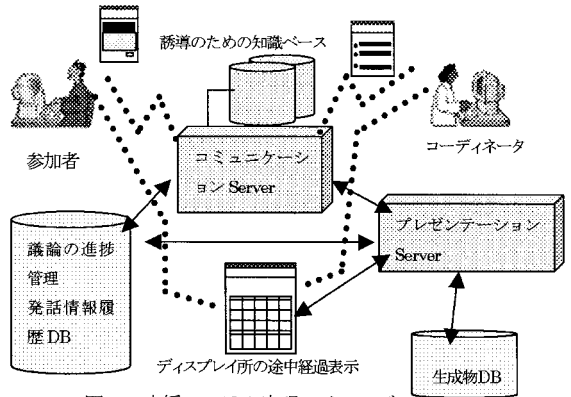 誘導のための知識ベース
参加者
コーディネータ
コミュニケーシ
ョン Server
プレゼンテーション
Server
議論の進捗
管理
発話情報履
歴 DB
ディスプレイ所の途中経過表示
生成物DB